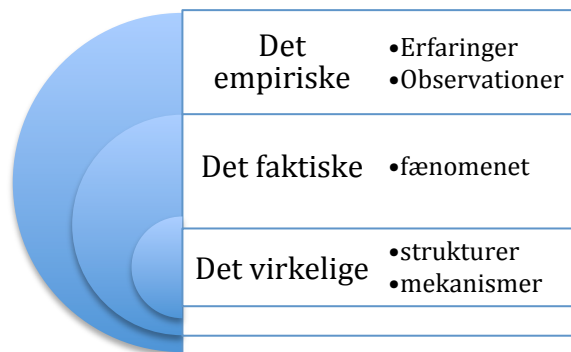 Det
empiriske
•Erfaringer
•Observationer
Det faktiske
•fænomenet
Det virkelige
•strukturer
•mekanismer